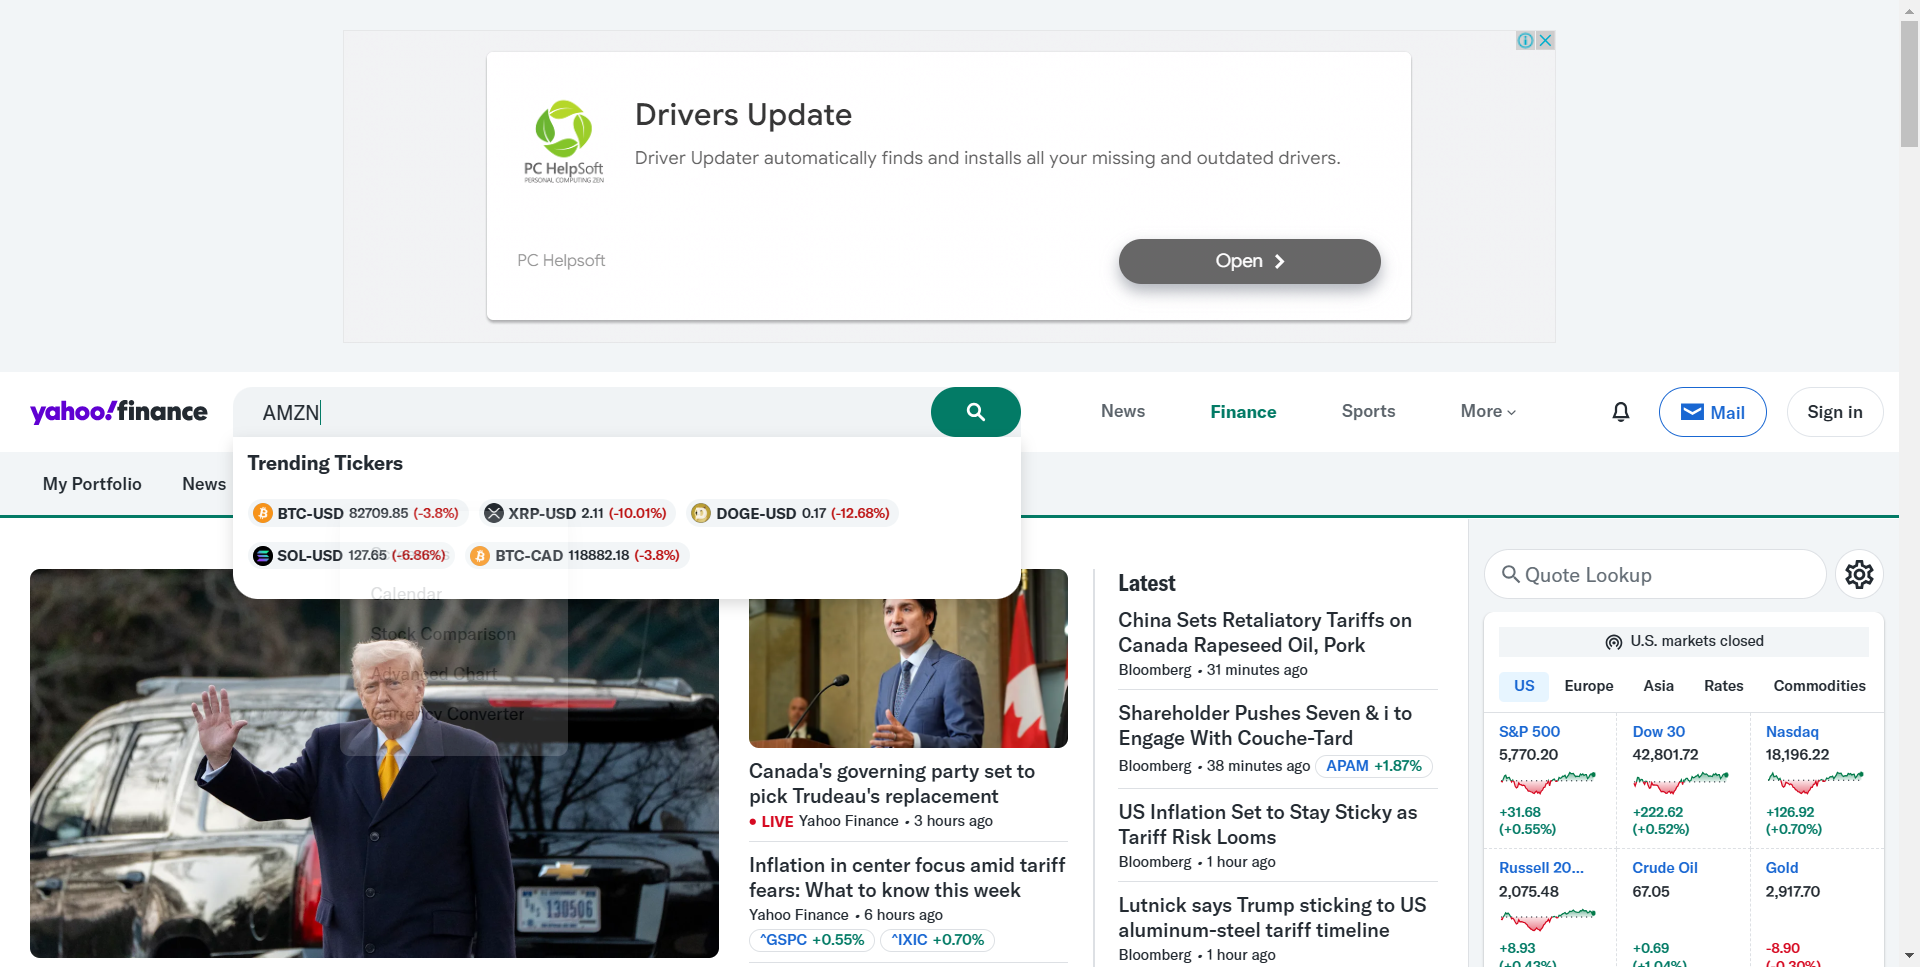 Drivers Update
Driver Updater automatically finds and installs all your missing and outdated drivers.
PC HelpSoft
PERSONAL COMPUTING ZEN
PC Helpsoft
Open
yahoo!finance
AMZN
News
Finance
Sports
More
Mail
Sign in
My Portfolio
News
Trending Tickers
BTC-USD 82709.85 (-3.8%)
XRP-USD 2.11 (-10.01%)
DOGE-USD 0.17 (-12.68%)
SOL-USD 127.65 (-6.86%)
BTC-CAD 118882.18 (-3.8%)
Calendar
Stock Comparison
Advanced Chart
Currency Converter
130506
Canada's governing party set to
pick Trudeau's replacement
LIVE Yahoo Finance • 3 hours ago
Inflation in center focus amid tariff
fears: What to know this week
Yahoo Finance • 6 hours ago
^GSPC +0.55%
^IXIC +0.70%
Latest
China Sets Retaliatory Tariffs on
Canada Rapeseed Oil, Pork
Bloomberg • 31 minutes ago
Shareholder Pushes Seven & i to
Engage With Couche-Tard
Bloomberg • 38 minutes ago
APAM +1.87%
US Inflation Set to Stay Sticky as
Tariff Risk Looms
Bloomberg • 1 hour ago
Lutnick says Trump sticking to US
aluminum-steel tariff timeline
Bloomberg • 1 hour ago
Quote Lookup
U.S. markets closed
US
Europe
Asia
Rates
Commodities
S&P 500
5,770.20
+31.68
(+0.55%)
Dow 30
42,801.72
+222.62
(+0.52%)
Nasdaq
18,196.22
+126.92
(+0.70%)
Russell 20...
2,075.48
+8.93
(+0.43%)
Crude Oil
67.05
+0.69
(+1.04%)
Gold
2,917.70
-8.90
(-0.30%)